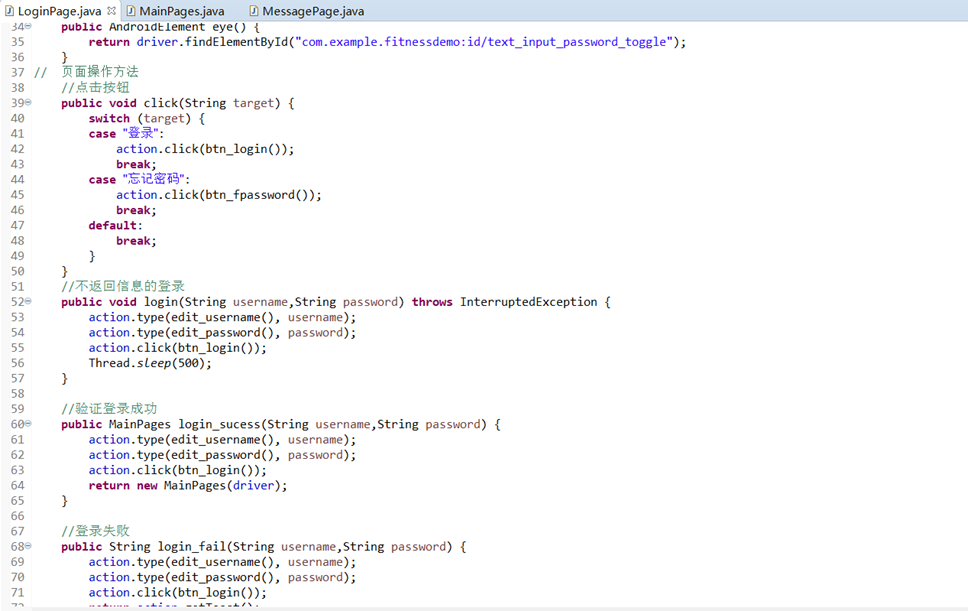 LoginPage.java MainPages.java MessagePage.java
34 public AndroidElement eye() {
35 return driver.findElementById("com.example.fitnessdemo:id/text_input_password_toggle");
36 }
37 // 页面操作方法
38 //点击按钮
39 public void click(String target) {
40 switch (target) {
41 case "登录":
42 action.click(btn_login());
43 break;
44 case "忘记密码":
45 action.click(btn_fpassword());
46 break;
47 default:
48 break;
49 }
50 }
51 //不返回信息的登录
52 public void login(String username,String password) throws InterruptedException {
53 action.type(edit_username(), username);
54 action.type(edit_password(), password);
55 action.click(btn_login());
56 Thread.sleep(500);
57 }
58
59 //验证登录成功
60 public MainPages login_sucess(String username,String password) {
61 action.type(edit_username(), username);
62 action.type(edit_password(), password);
63 action.click(btn_login());
64 return new MainPages(driver);
65 }
66
67 //登录失败
68 public String login_fail(String username,String password) {
69 action.type(edit_username(), username);
70 action.type(edit_password(), password);
71 action.click(btn_login());
72 return action.getToast();